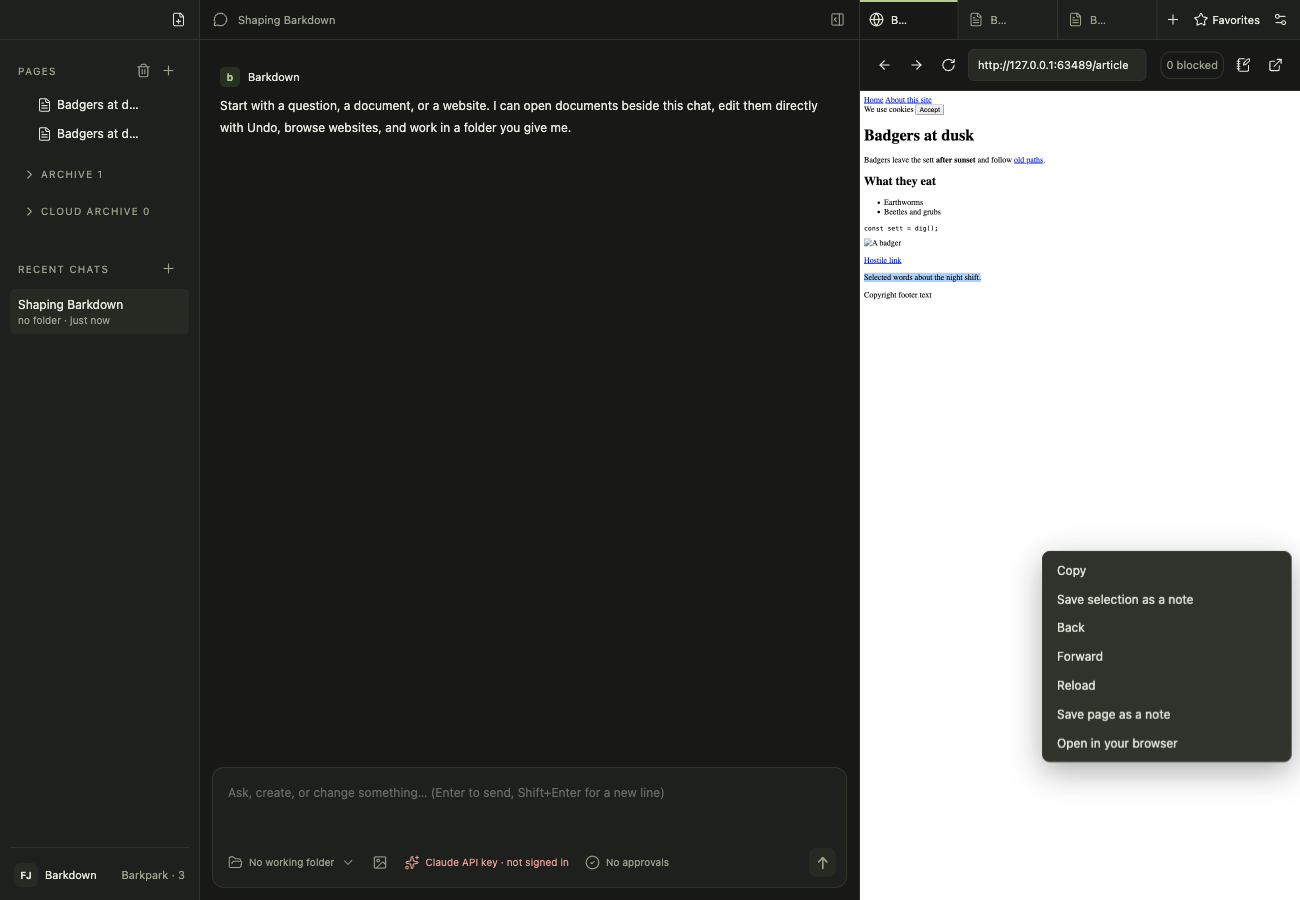 Shaping Barkdown
B...
B...
B...
Favorites
PAGES
Badgers at d...
Badgers at d...
ARCHIVE 1
CLOUD ARCHIVE 0
RECENT CHATS
Shaping Barkdown
no folder · just now
FJ
Barkdown
Barkpark · 3
b
Barkdown
Start with a question, a document, or a website. I can open documents beside this chat, edit them directly
with Undo, browse websites, and work in a folder you give me.
Ask, create, or change something... (Enter to send, Shift+Enter for a new line)
No working folder
Claude API key · not signed in
No approvals
http://127.0.0.1:63489/article
0 blocked
Home About this site
We use cookies Accept
Badgers at dusk
Badgers leave the sett after sunset and follow old paths.
What they eat
• Earthworms
• Beetles and grubs
const sett = dig();
A badger
Hostile link
Selected words about the night shift.
Copyright footer text
Copy
Save selection as a note
Back
Forward
Reload
Save page as a note
Open in your browser